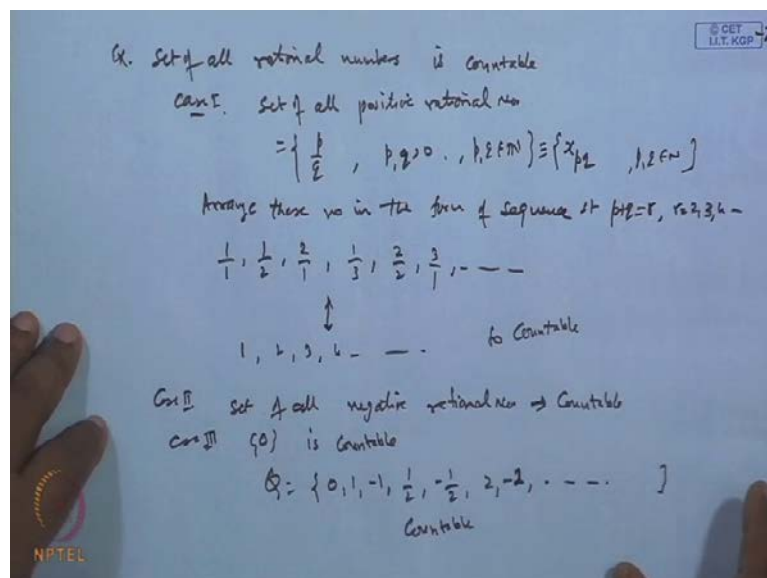 © CET
I.I.T. KGP
Ex. Set of all rational numbers is countable
Case I. Set of all positive rational nos
= { p/q , p,q>0 . , p,q ∈ IN } ≡ { x_pq , p,q ∈ N }
Arrange these no in the form of sequence st p+q=r, r=2,3,4 –
1/1, 1/2, 2/1, 1/3, 2/2, 3/1, - — —
↕
1, 2, 3, 4 – — . So Countable
Case II Set of all negative rational nos ⇒ Countable
Case III {0} is Countable
Q = { 0, 1, -1, 1/2, -1/2, 2, -2, . - - - . }
Countable
NPTEL